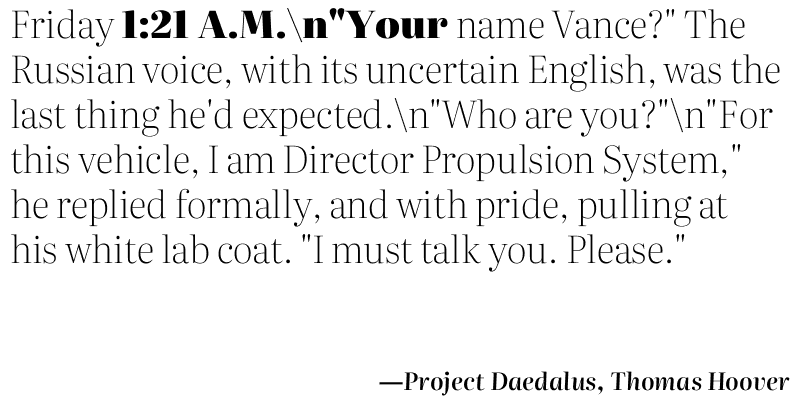 Friday 1:21 A.M.\n"Your name Vance?" The
Russian voice, with its uncertain English, was the
last thing he'd expected.\n"Who are you?"\n"For
this vehicle, I am Director Propulsion System,"
he replied formally, and with pride, pulling at
his white lab coat. "I must talk you. Please."
—Project Daedalus, Thomas Hoover